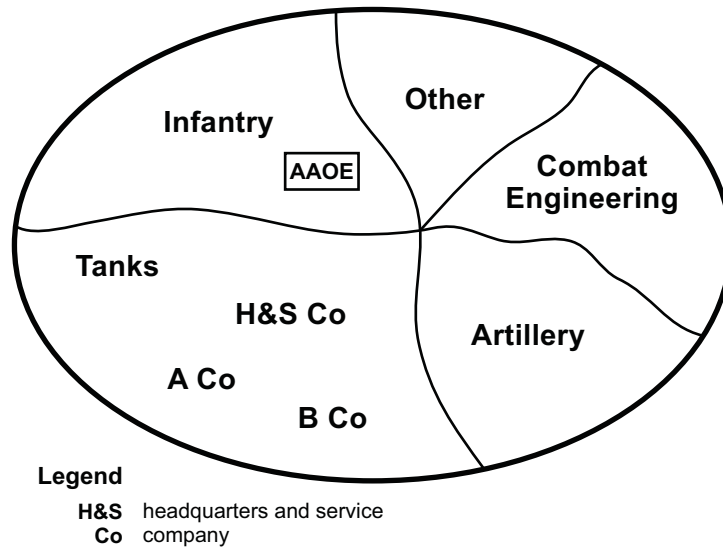 Other
Infantry
AAOE
Combat
Engineering
Tanks
H&S Co
Artillery
A Co
B Co
Legend
H&S headquarters and service
Co company